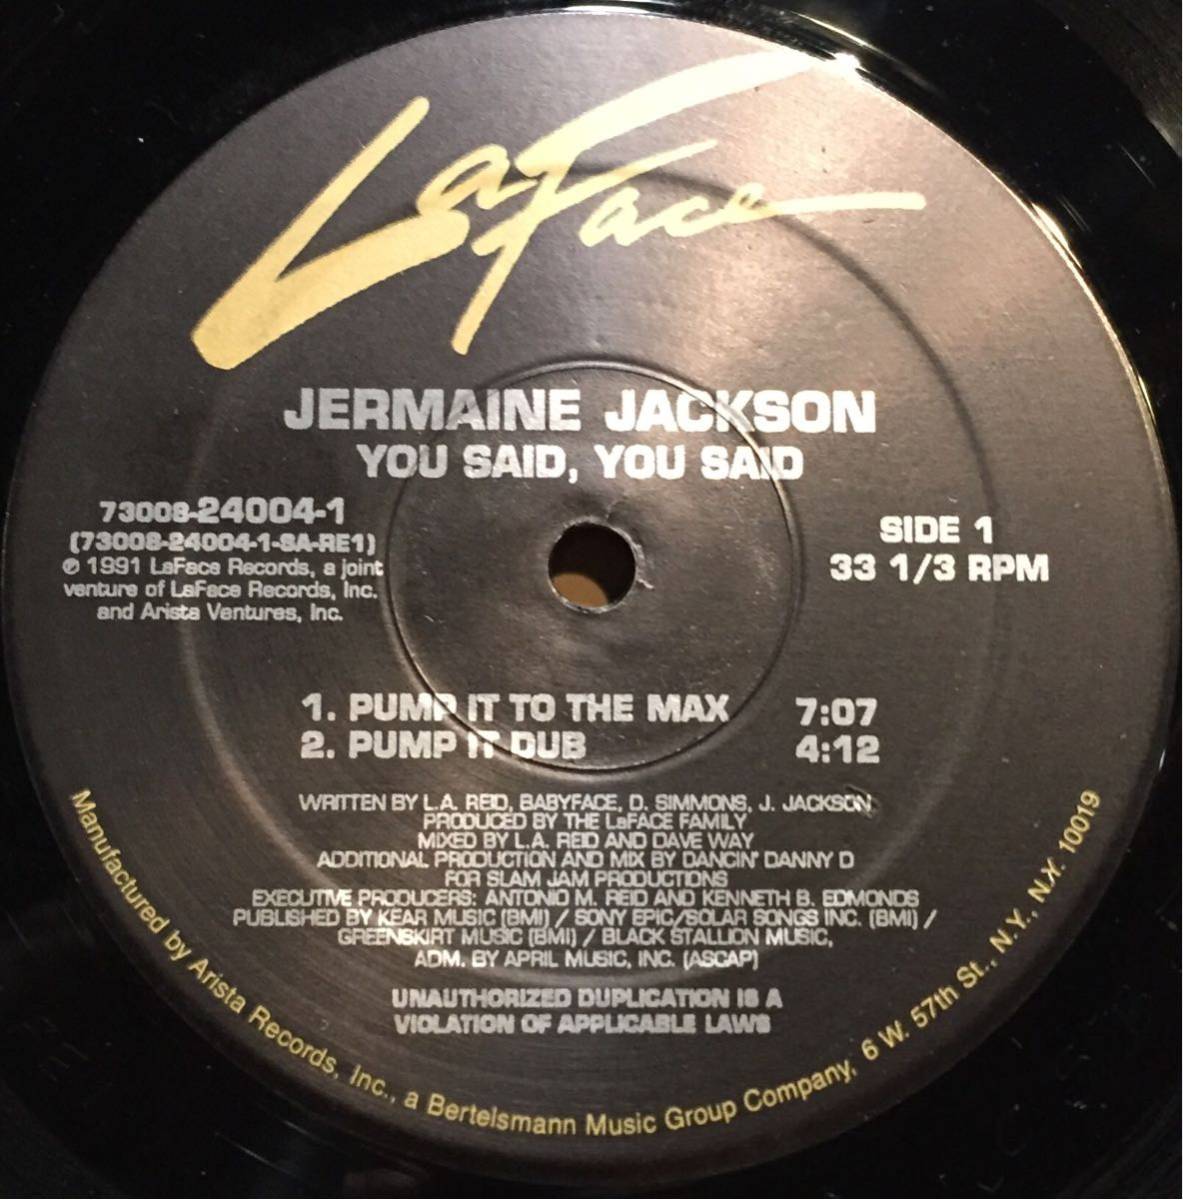 LaFace
JERMAINE JACKSON
YOU SAID, YOU SAID
73008-24004-1
(73008-24004-1-SA-RE1)
℗ 1991 LaFace Records, a joint
venture of LaFace Records, Inc.
and Arista Ventures, Inc.
SIDE 1
33 1/3 RPM
1. PUMP IT TO THE MAX 7:07
2. PUMP IT DUB 4:12
WRITTEN BY L.A. REID, BABYFACE, D. SIMMONS, J. JACKSON
PRODUCED BY THE LaFACE FAMILY
MIXED BY L.A. REID AND DAVE WAY
ADDITIONAL PRODUCTION AND MIX BY DANCIN' DANNY D
FOR SLAM JAM PRODUCTIONS
EXECUTIVE PRODUCERS: ANTONIO M. REID AND KENNETH B. EDMONDS
PUBLISHED BY KEAR MUSIC (BMI) / SONY EPIC/SOLAR SONGS INC. (BMI) /
GREENSKIRT MUSIC (BMI) / BLACK STALLION MUSIC,
ADM. BY APRIL MUSIC, INC. (ASCAP)
UNAUTHORIZED DUPLICATION IS A
VIOLATION OF APPLICABLE LAWS
Manufactured by Arista Records, Inc., a Bertelsmann Music Group Company, 6 W. 57th St., N.Y., N.Y. 10019